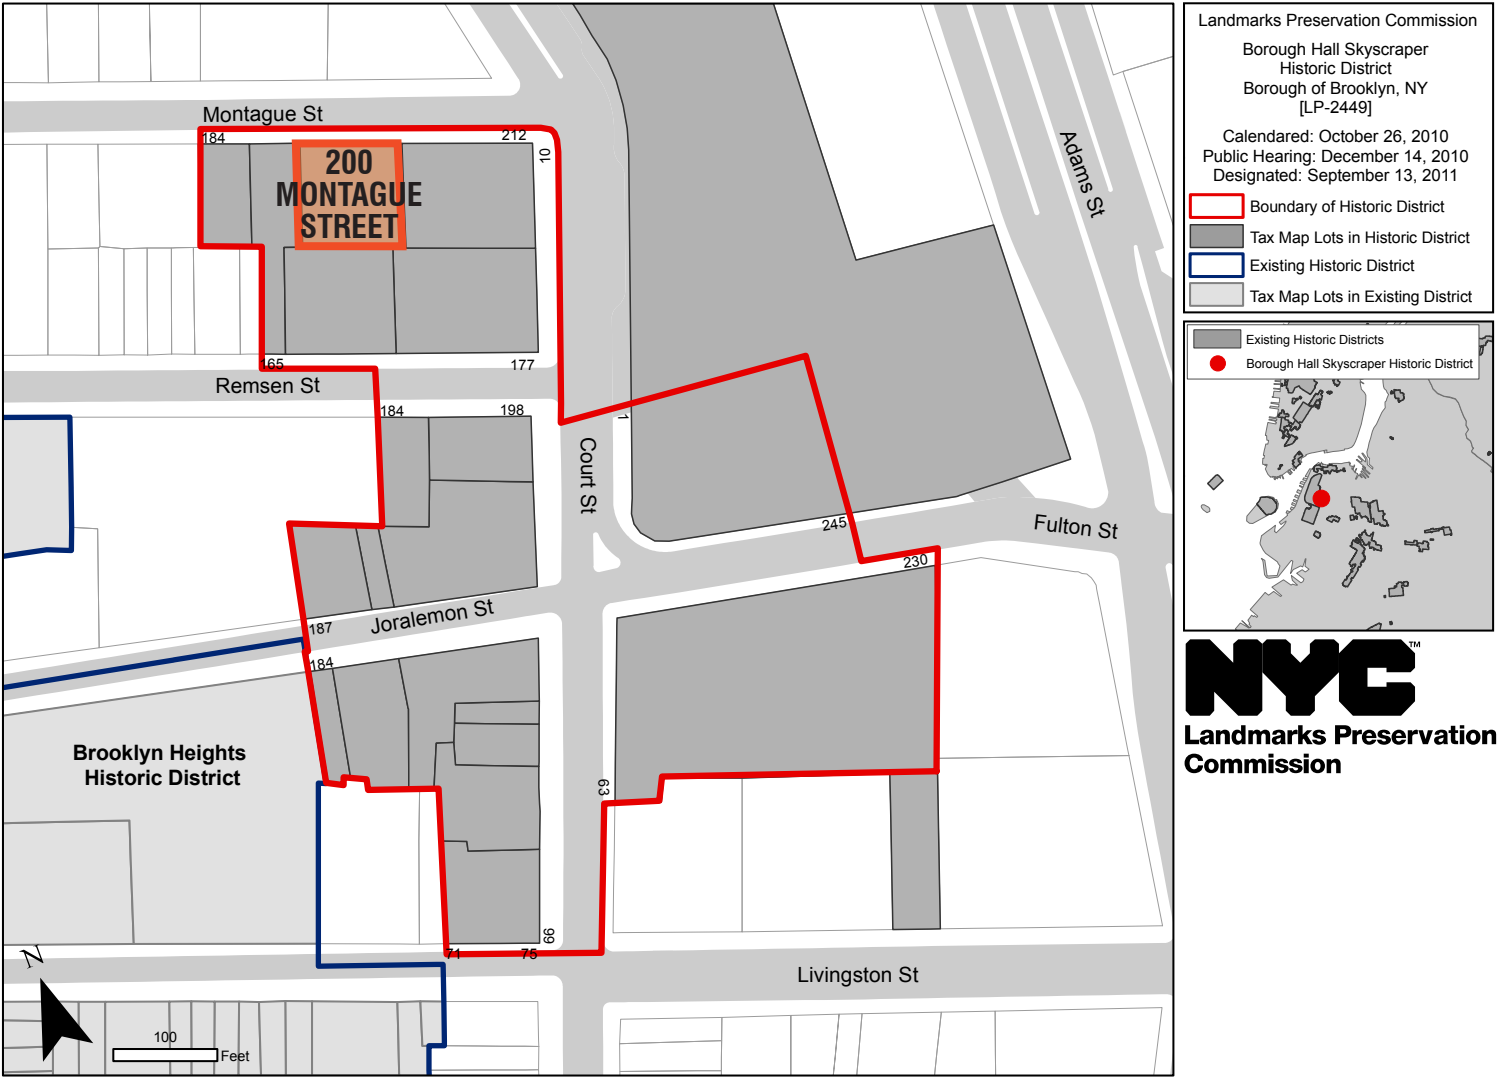 Montague St
184
212
10
200
MONTAGUE
STREET
165
177
Remsen St
184
198
1
Court St
Adams St
245
Fulton St
230
187
Joralemon St
184
Brooklyn Heights
Historic District
63
66
71
75
Livingston St
N
100
Feet
Landmarks Preservation Commission
Borough Hall Skyscraper
Historic District
Borough of Brooklyn, NY
[LP-2449]
Calendared: October 26, 2010
Public Hearing: December 14, 2010
Designated: September 13, 2011
Boundary of Historic District
Tax Map Lots in Historic District
Existing Historic District
Tax Map Lots in Existing District
Existing Historic Districts
Borough Hall Skyscraper Historic District
NYC™
Landmarks Preservation
Commission